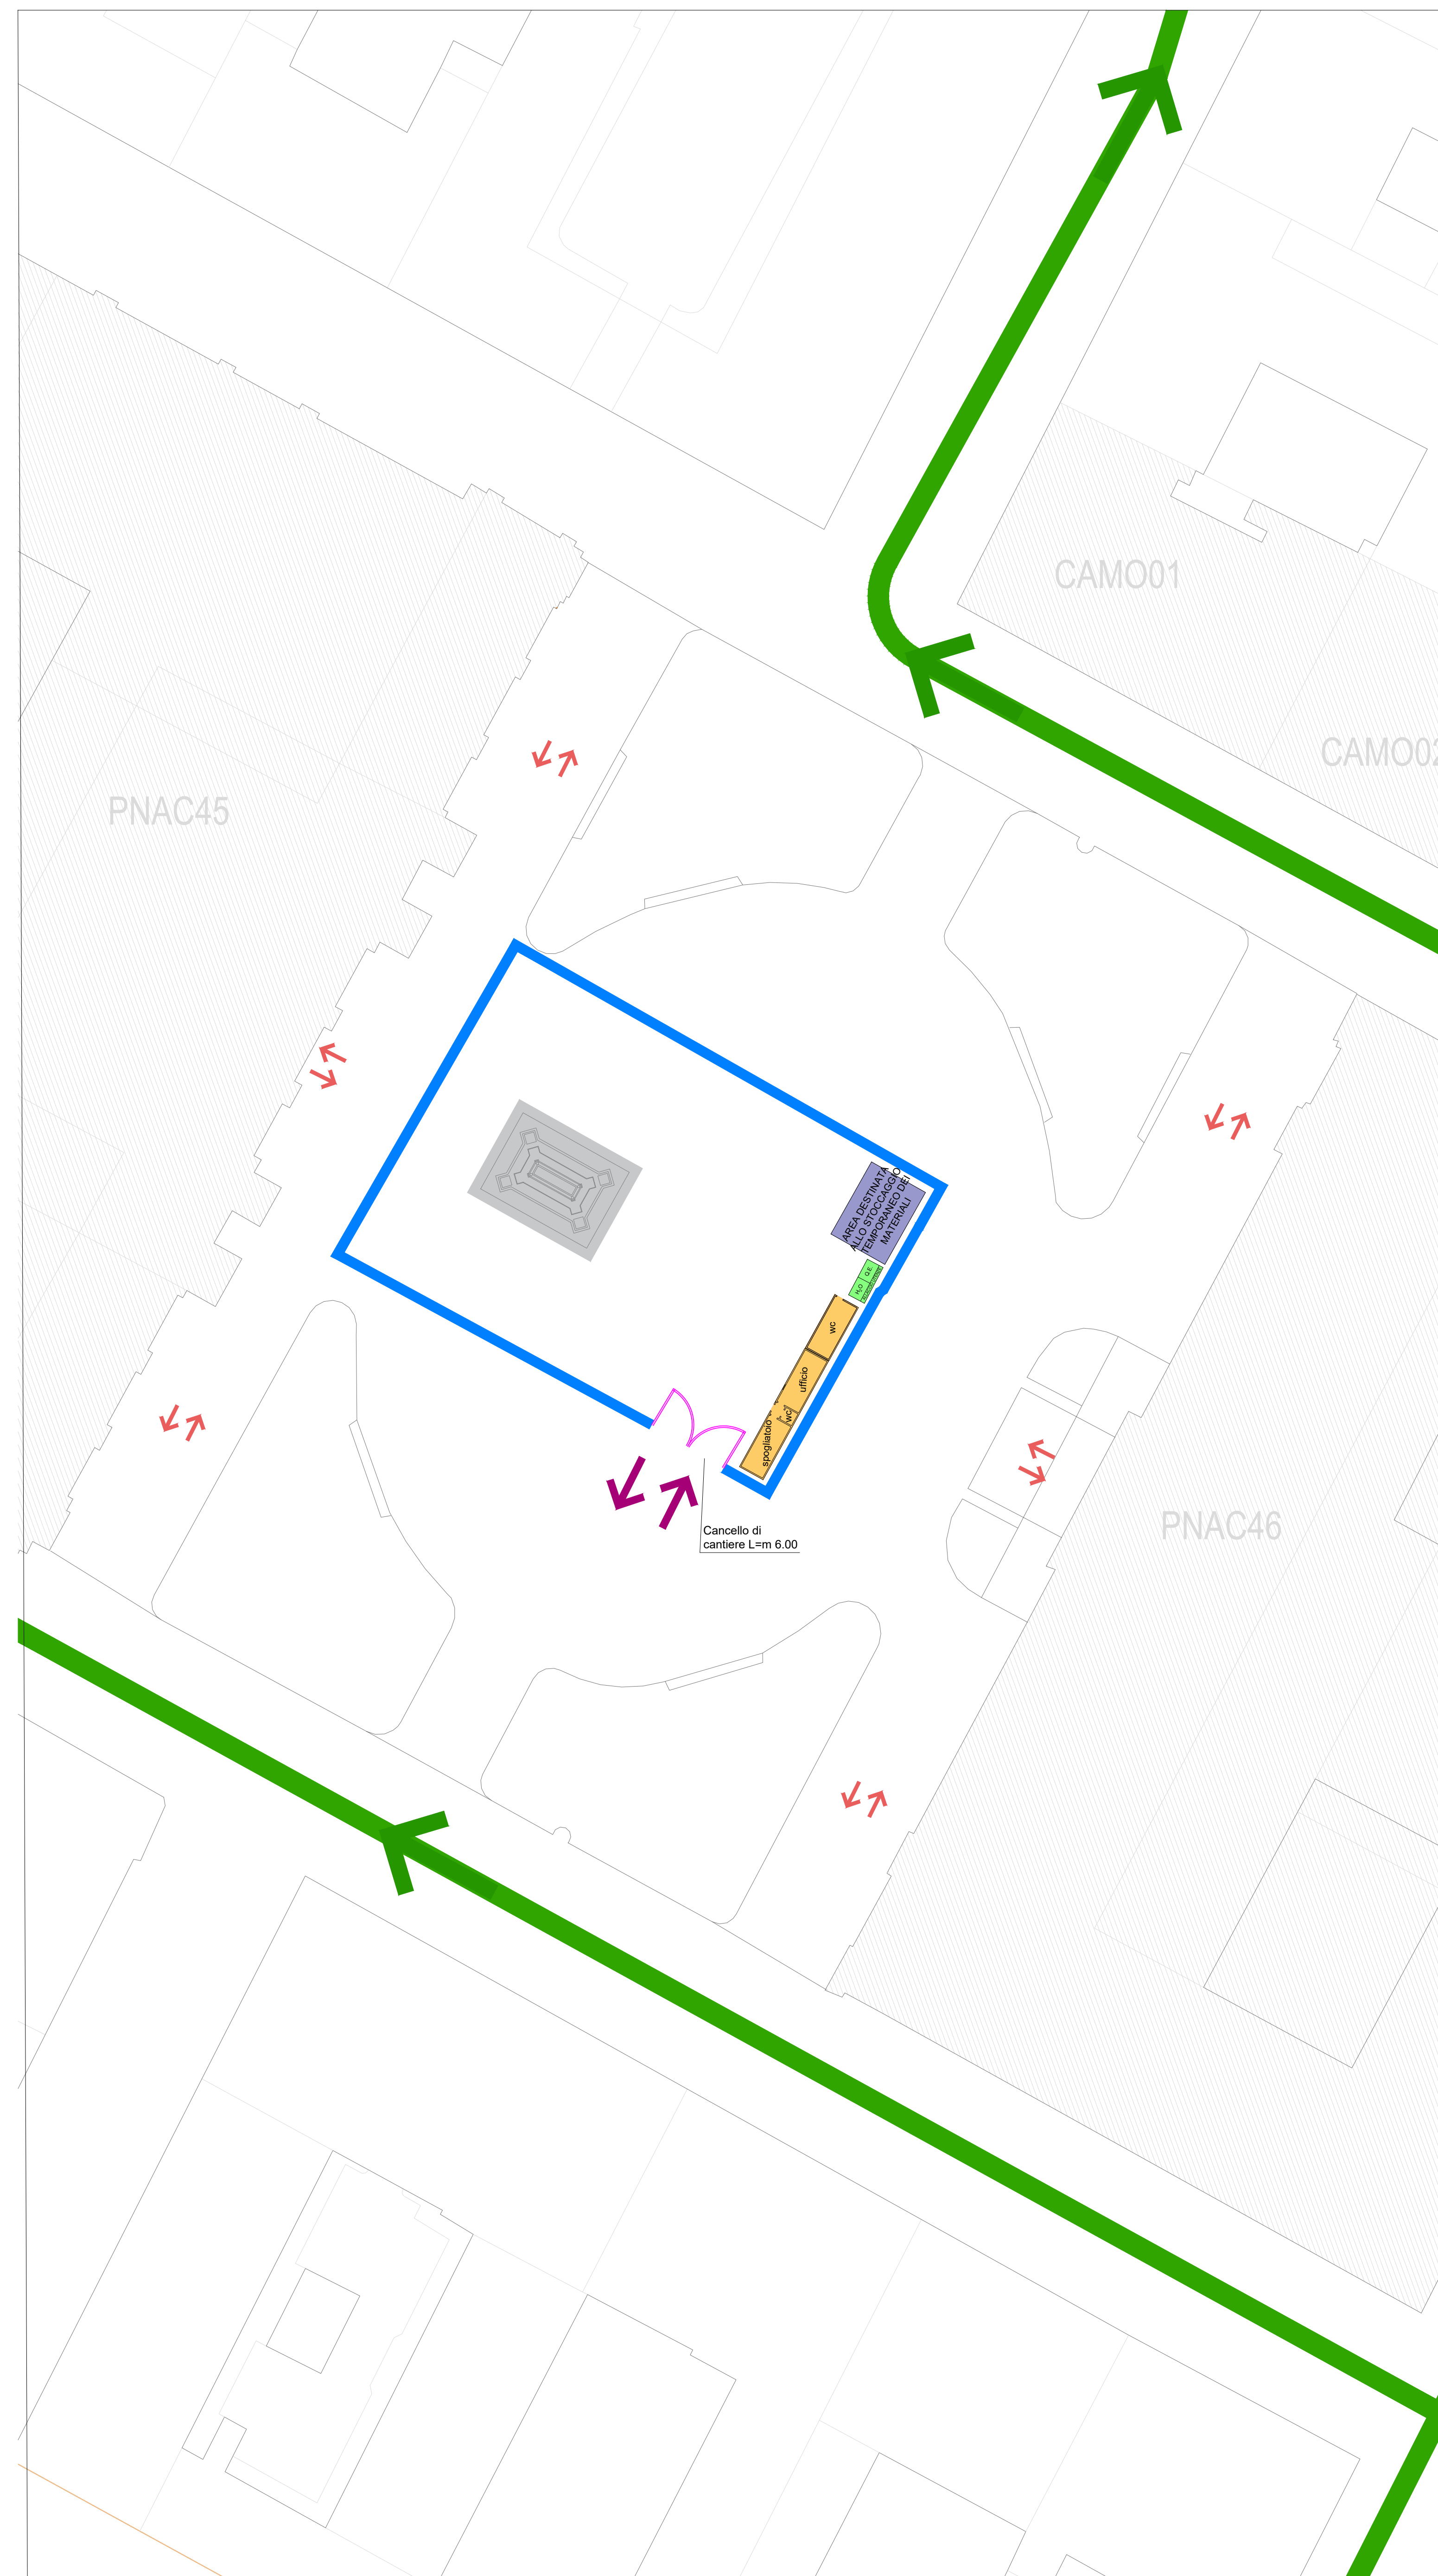 CAMO01
CAMO02
PNAC45
AREA DESTINATA
ALLO STOCCAGGIO
TEMPORANEO DEI
MATERIALI
H₂O
Q.E.
wc
ufficio
wc
spogliatoio
PNAC46
Cancello di
cantiere L=m 6.00